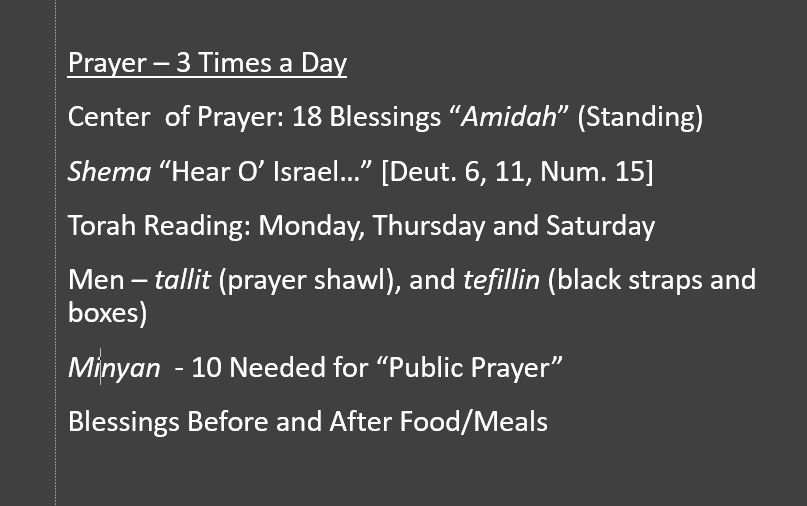 Prayer – 3 Times a Day
Center  of Prayer: 18 Blessings “Amidah” (Standing)
Shema “Hear O’ Israel...” [Deut. 6, 11, Num. 15]
Torah Reading: Monday, Thursday and Saturday
Men – tallit (prayer shawl), and tefillin (black straps and
boxes)
Minyan  - 10 Needed for “Public Prayer”
Blessings Before and After Food/Meals